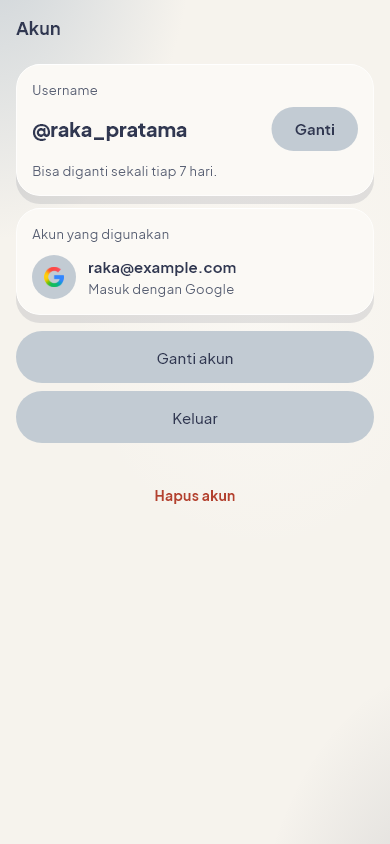 Akun
Username
@raka_pratama
Ganti
Bisa diganti sekali tiap 7 hari.
Akun yang digunakan
raka@example.com
Masuk dengan Google
Ganti akun
Keluar
Hapus akun